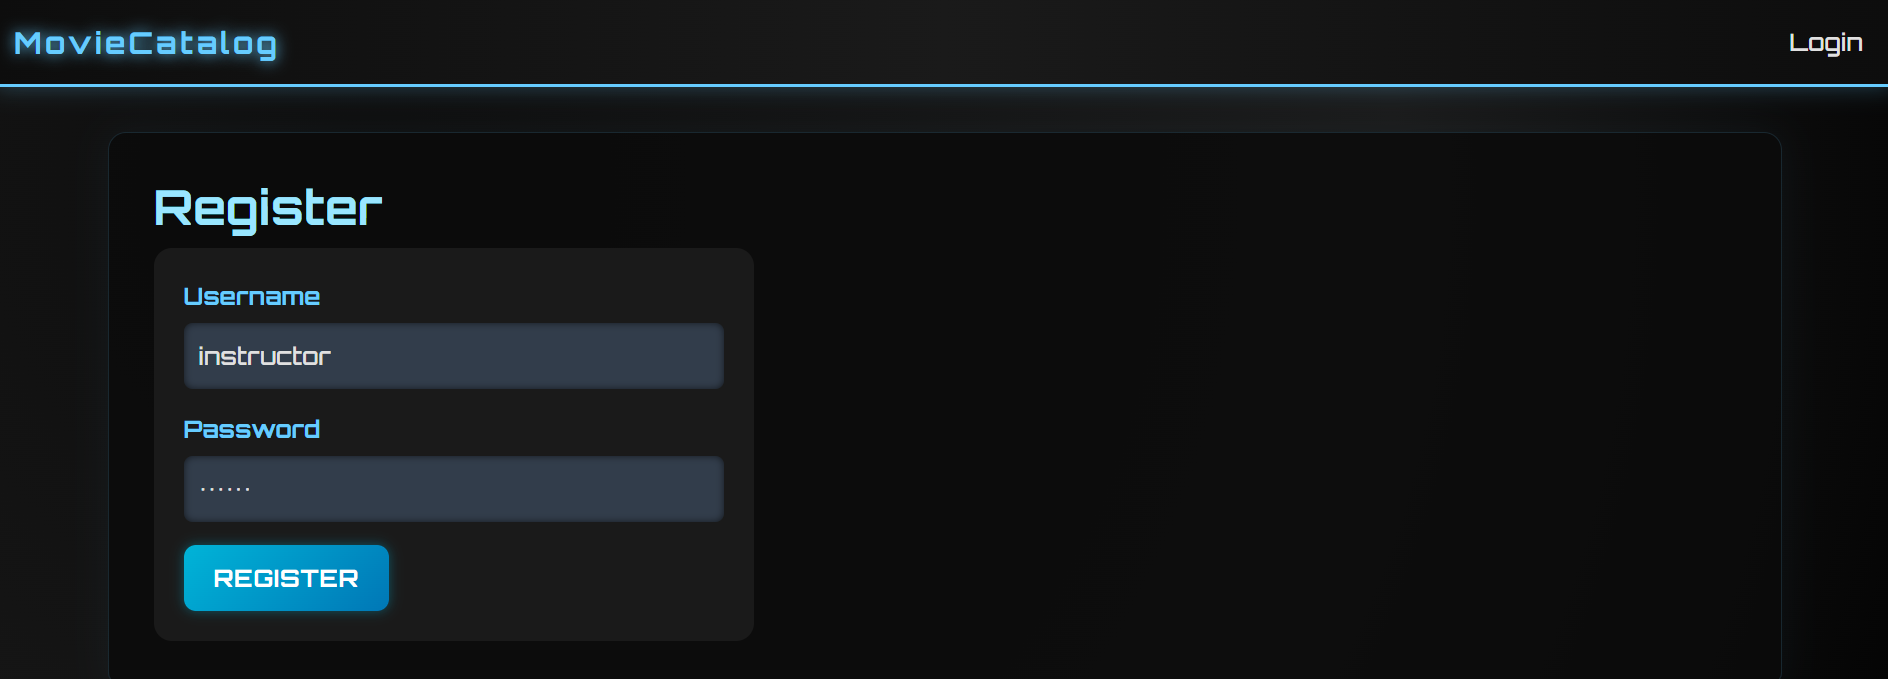 MovieCatalog
Login
Register
Username
instructor
Password
······
REGISTER